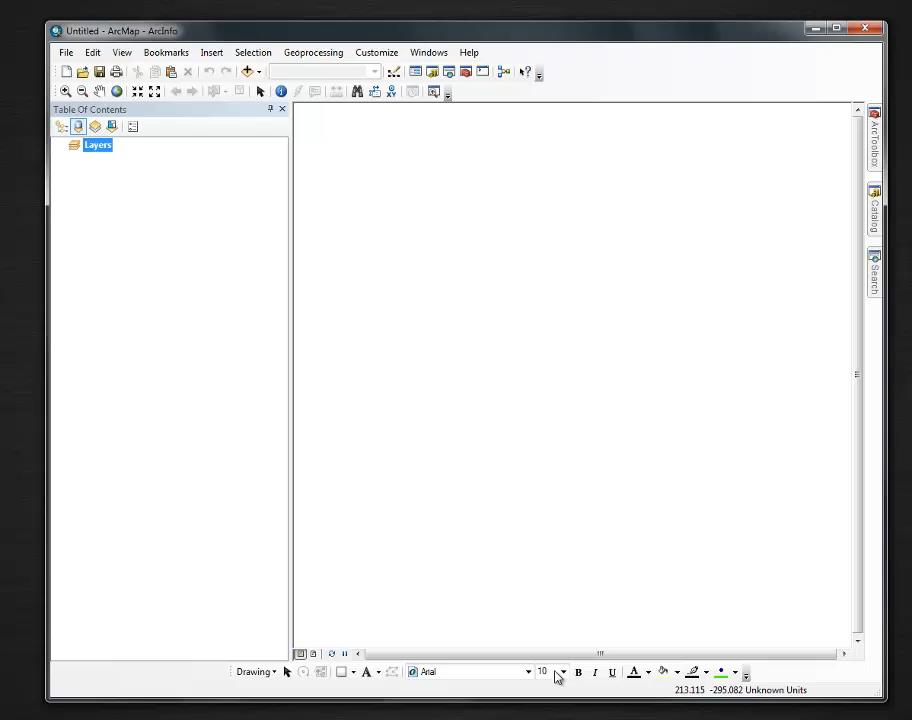 Untitled - ArcMap - ArcInfo
File Edit View Bookmarks Insert Selection Geoprocessing Customize Windows Help
Table Of Contents
Layers
ArcToolbox
Catalog
Search
Drawing A Arial 10 B I U A
213.115 -295.082 Unknown Units